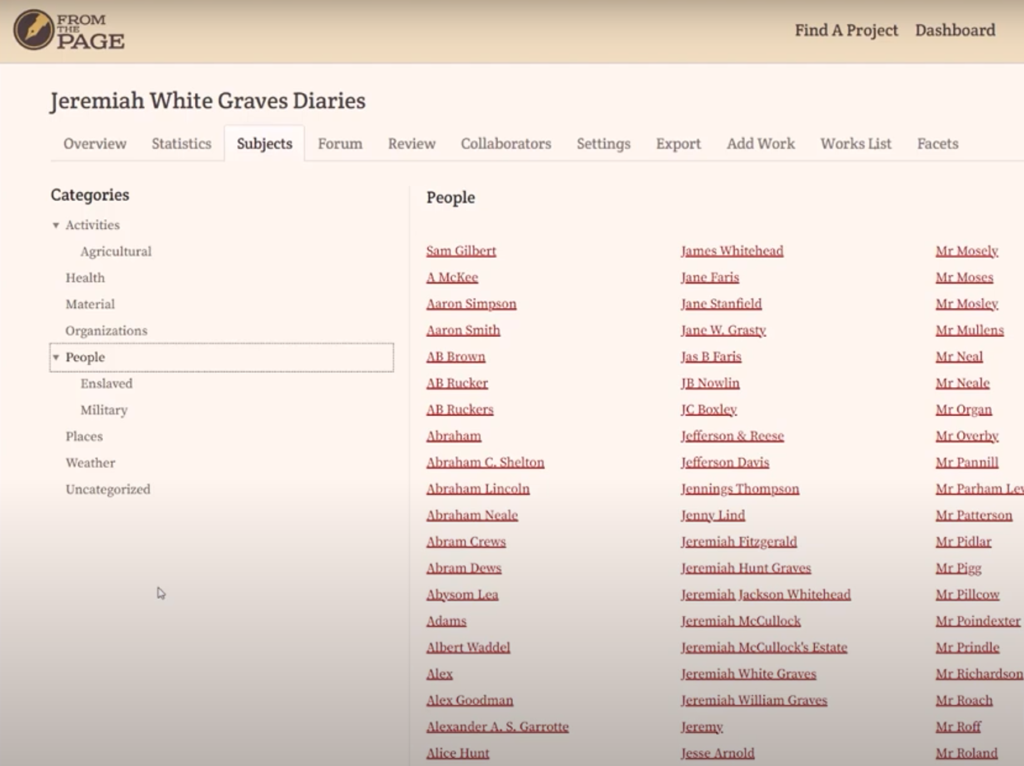 FROM
THE
PAGE
Find A Project Dashboard
Jeremiah White Graves Diaries
Overview Statistics Subjects Forum Review Collaborators Settings Export Add Work Works List Facets
Categories
Activities
Agricultural
Health
Material
Organizations
People
Enslaved
Military
Places
Weather
Uncategorized
People
Sam Gilbert
A McKee
Aaron Simpson
Aaron Smith
AB Brown
AB Rucker
AB Ruckers
Abraham
Abraham C. Shelton
Abraham Lincoln
Abraham Neale
Abram Crews
Abram Dews
Abysom Lea
Adams
Albert Waddel
Alex
Alex Goodman
Alexander A. S. Garrotte
Alice Hunt
James Whitehead
Jane Faris
Jane Stanfield
Jane W. Grasty
Jas B Faris
JB Nowlin
JC Boxley
Jefferson & Reese
Jefferson Davis
Jennings Thompson
Jenny Lind
Jeremiah Fitzgerald
Jeremiah Hunt Graves
Jeremiah Jackson Whitehead
Jeremiah McCullock
Jeremiah McCullock's Estate
Jeremiah White Graves
Jeremiah William Graves
Jeremy
Jesse Arnold
Mr Mosely
Mr Moses
Mr Mosley
Mr Mullens
Mr Neal
Mr Neale
Mr Organ
Mr Overby
Mr Pannill
Mr Parham Lev
Mr Patterson
Mr Pidlar
Mr Pigg
Mr Pillcow
Mr Poindexter
Mr Prindle
Mr Richardson
Mr Roach
Mr Roff
Mr Roland